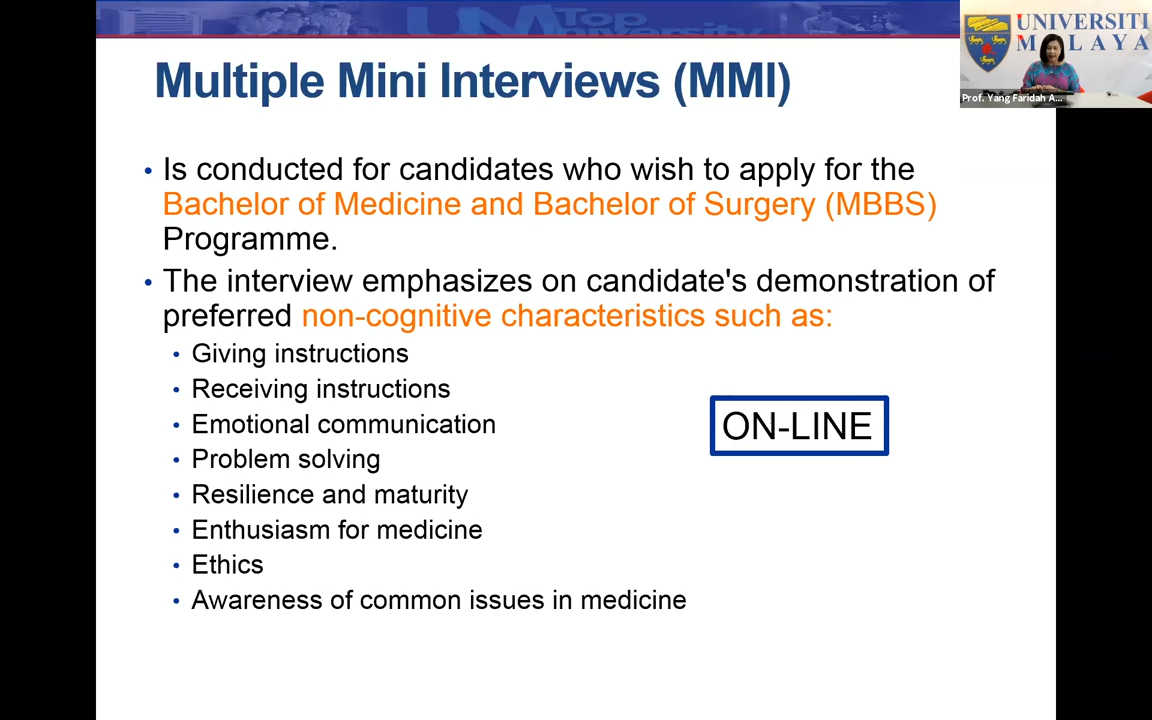 UM Top
University
UNIVERSITI
MALAYA
Prof. Yang Faridah A...
Multiple Mini Interviews (MMI)
• Is conducted for candidates who wish to apply for the
Bachelor of Medicine and Bachelor of Surgery (MBBS)
Programme.
• The interview emphasizes on candidate's demonstration of
preferred non-cognitive characteristics such as:
• Giving instructions
• Receiving instructions
• Emotional communication
• Problem solving
• Resilience and maturity
• Enthusiasm for medicine
• Ethics
• Awareness of common issues in medicine
ON-LINE